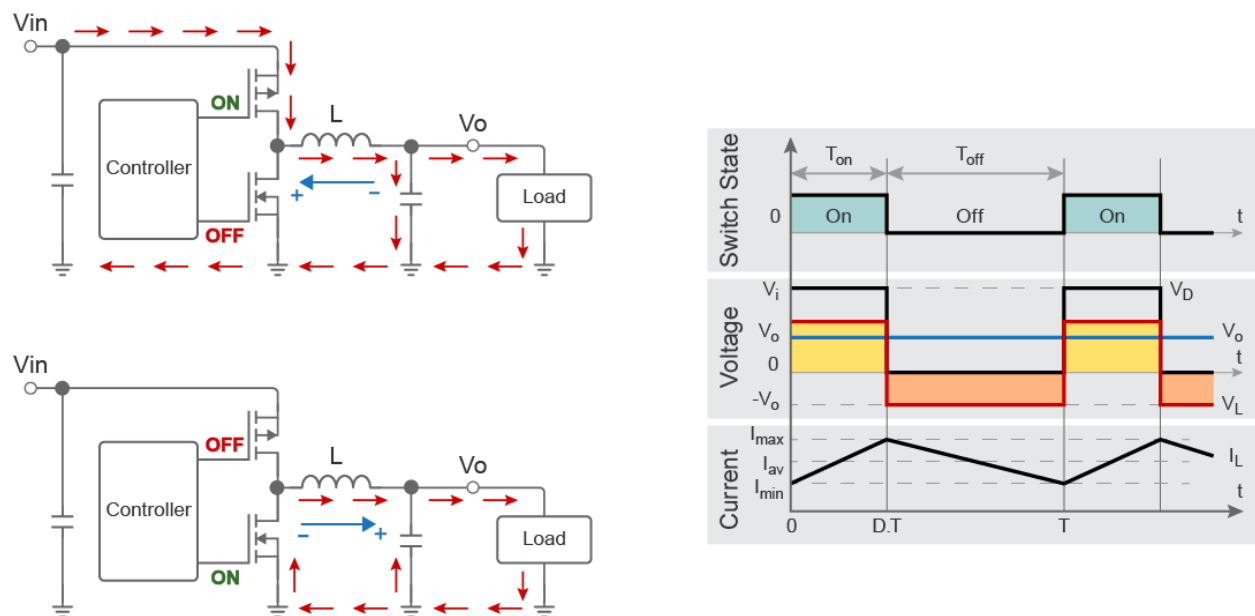 Vin
ON
L
Vo
Controller
+ -
Load
OFF
Vin
OFF
L
Vo
Controller
- +
Load
ON
Switch State
Ton Toff
0 On Off On t
Voltage
Vi VD
Vo Vo
0 t
-Vo VL
Current
Imax
Iav IL
Imin t
0 D.T T